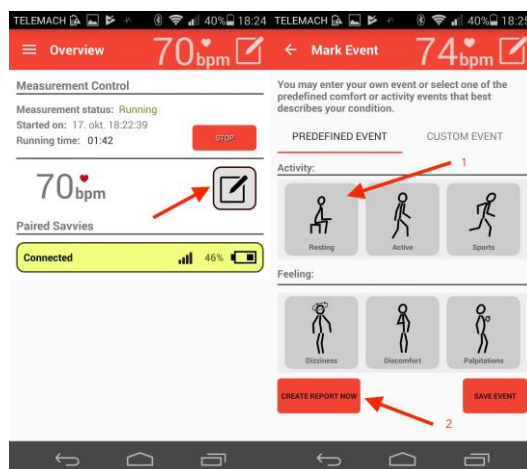 TELEMACH 40% 18:24
Overview 70 bpm
Measurement Control
Measurement status: Running
Started on: 17. okt. 18:22:39
Running time: 01:42
STOP
70 bpm
Paired Savvies
Connected 46%
TELEMACH 40% 18:25
Mark Event 74 bpm
You may enter your own event or select one of the
predefined comfort or activity events that best
describes your condition.
PREDEFINED EVENT CUSTOM EVENT
1
Activity:
Resting Active Sports
Feeling:
Dizziness Discomfort Palpitations
CREATE REPORT NOW SAVE EVENT
2